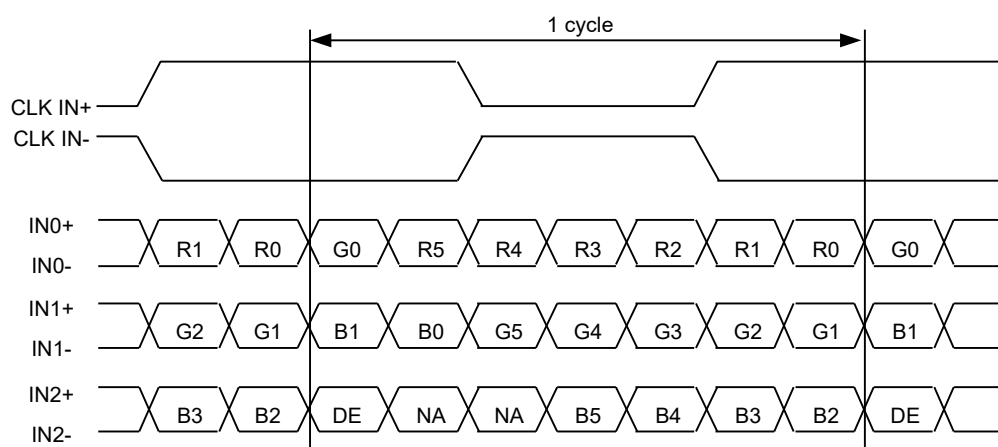 1 cycle
CLK IN+
CLK IN-
IN0+
R1 R0 G0 R5 R4 R3 R2 R1 R0 G0
IN0-
IN1+
G2 G1 B1 B0 G5 G4 G3 G2 G1 B1
IN1-
IN2+
B3 B2 DE NA NA B5 B4 B3 B2 DE
IN2-